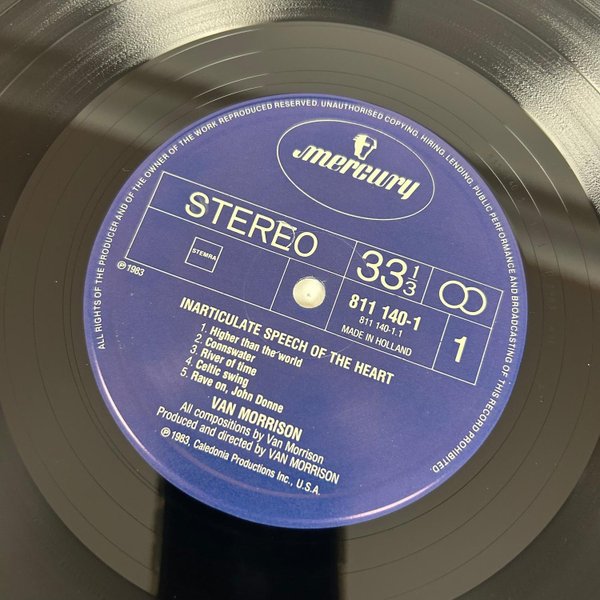 ALL RIGHTS OF THE PRODUCER AND OF THE OWNER OF THE WORK REPRODUCED RESERVED. UNAUTHORISED COPYING, HIRING, LENDING, PUBLIC PERFORMANCE AND BROADCASTING OF THIS RECORD PROHIBITED.
mercury
STEREO
33 1/3
STEMRA
811 140-1
811 140-1.1
MADE IN HOLLAND
1
℗1983
INARTICULATE SPEECH OF THE HEART
1. Higher than the world
2. Connswater
3. River of time
4. Celtic swing
5. Rave on, John Donne
VAN MORRISON
All compositions by Van Morrison
Produced and directed by VAN MORRISON
℗1983, Caledonia Productions Inc., U.S.A.